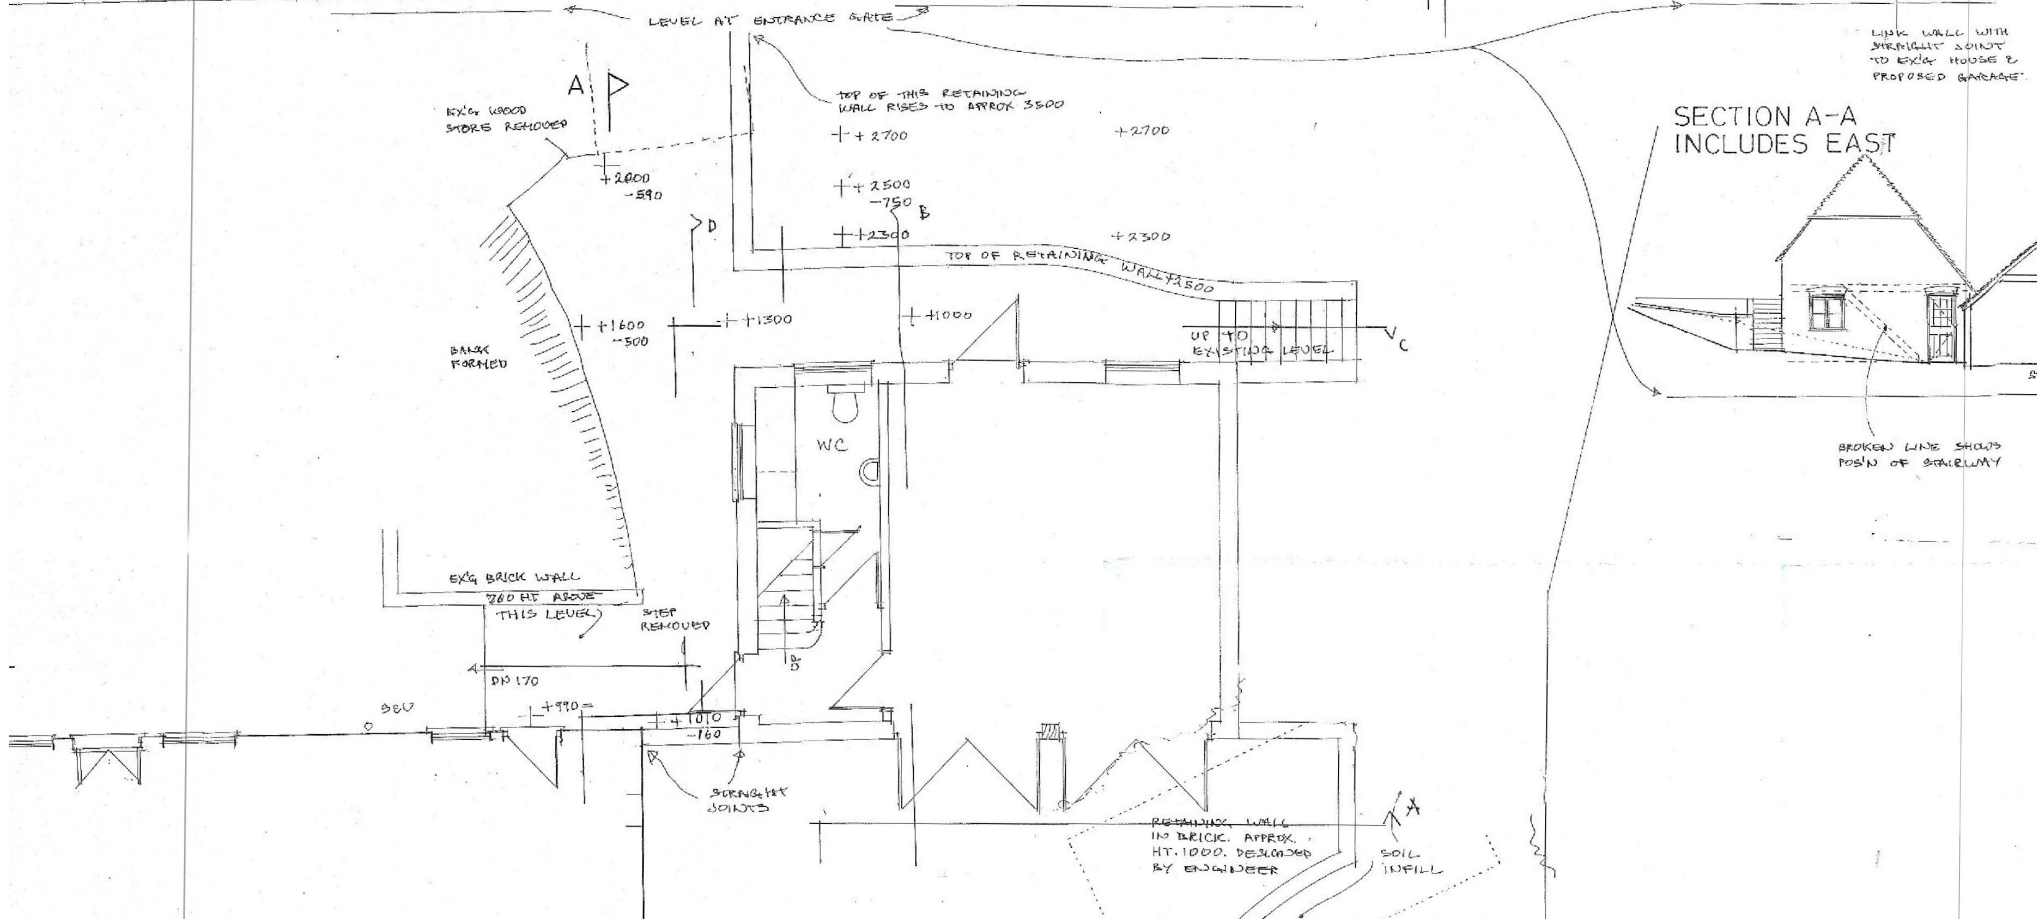 LEVEL AT ENTRANCE GATE
LINK WALL WITH
STRAIGHT JOINT
TO EX'G HOUSE &
PROPOSED GARAGE
A
TOP OF THIS RETAINING
WALL RISES TO APPROX 3500
EX'G WOOD
STORE REMOVED
SECTION A-A
INCLUDES EAST
+2700
+2700
+2000
-590
+2500
-750
B
D
+2300
+2300
TOP OF RETAINING WALL +2500
+1600
-500
+1300
+1000
UP TO
EXISTING LEVEL
C
BANK
FORMED
WC
BROKEN LINE SHOWS
POS'N OF STAIRWAY
EX'G BRICK WALL
760 HT ABOVE
THIS LEVEL
STEP
REMOVED
DN 170
+990
+1010
-160
STRAIGHT
JOINTS
A
RETAINING WALL
IN BRICK. APPROX.
HT. 1000. DESIGNED
BY ENGINEER
SOIL
INFILL